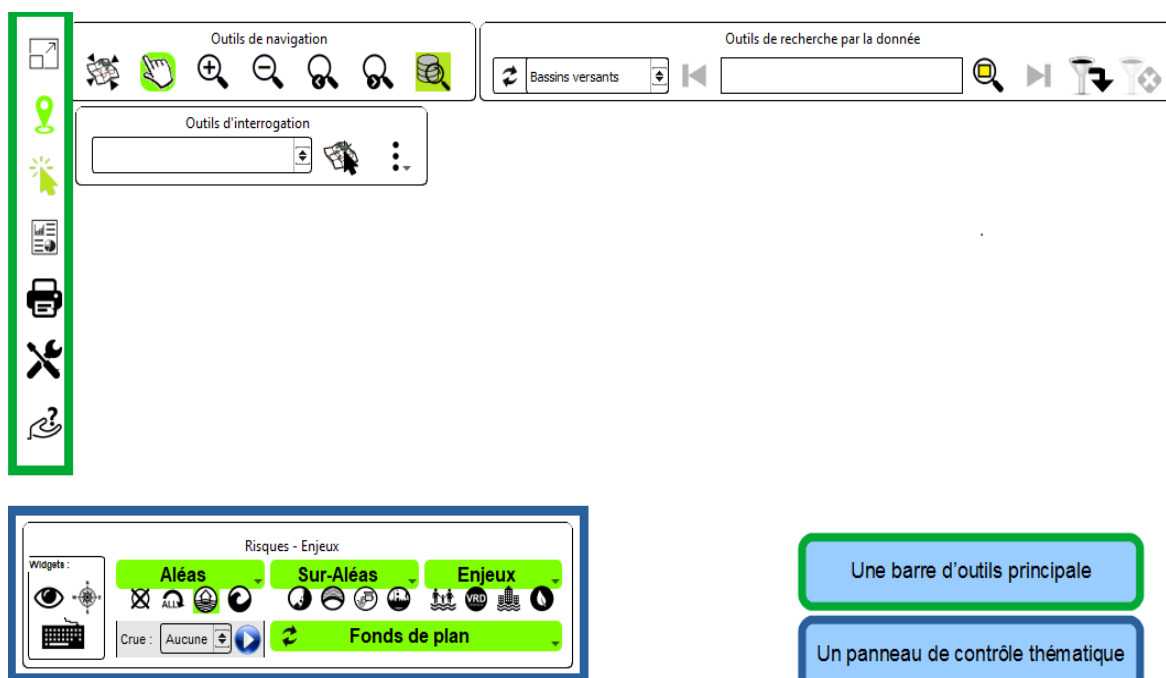 Outils de navigation
Outils de recherche par la donnée
Bassins versants
Outils d'interrogation
Risques - Enjeux
Widgets :
Aléas
Sur-Aléas
Enjeux
ALL
VRD
Crue :
Aucune
Fonds de plan
Une barre d'outils principale
Un panneau de contrôle thématique